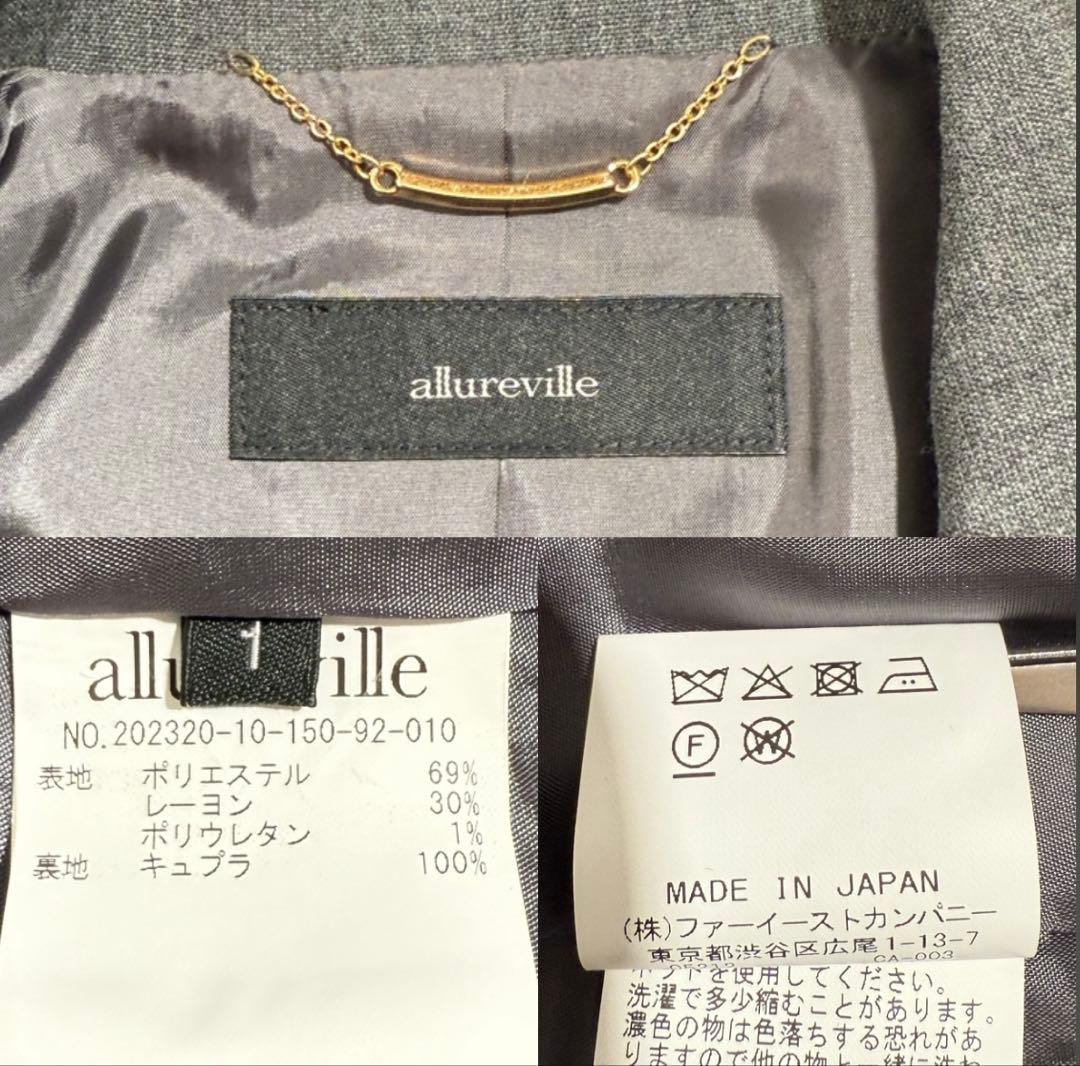 allureville
1
allureville
NO.202320-10-150-92-010
表地 ポリエステル 69%
レーヨン 30%
ポリウレタン 1%
裏地 キュプラ 100%
F
W
MADE IN JAPAN
(株)ファーイーストカンパニー
東京都渋谷区広尾1-13-7
CA-003
を使用してください。
洗濯で多少縮むことがあります。
濃色の物は色落ちする恐れがあ
りますので他の物と一緒に洗わ